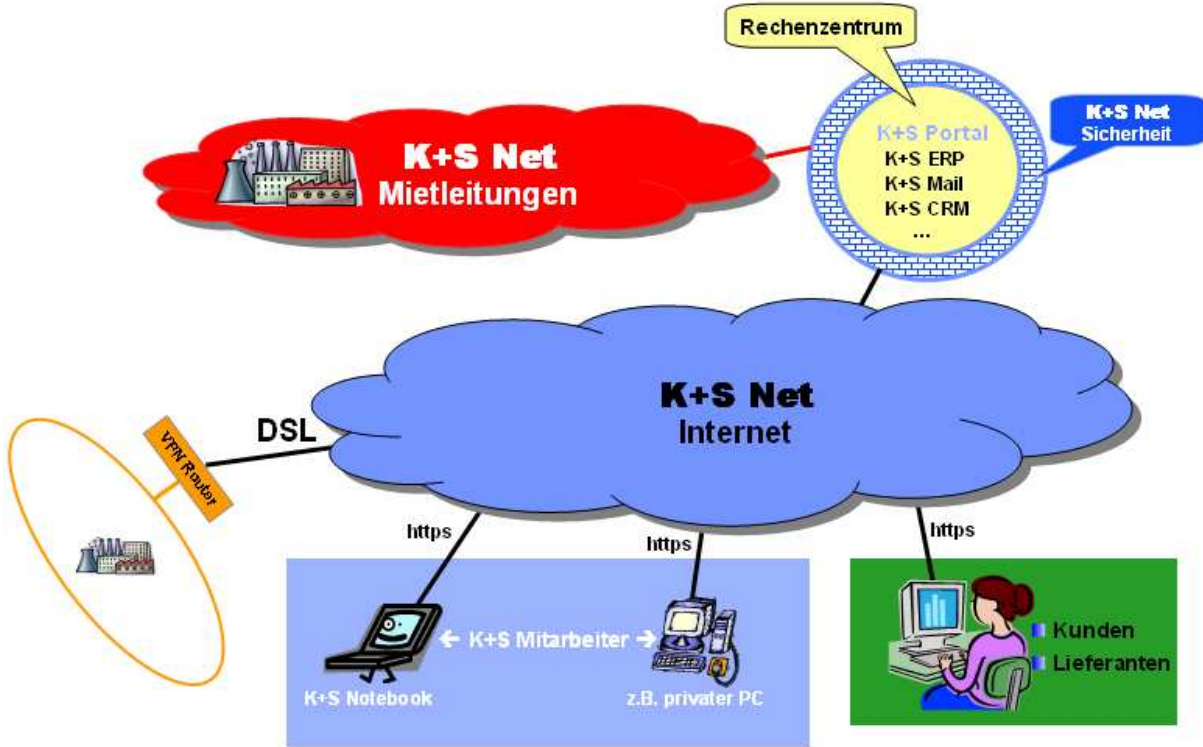 Rechenzentrum
K+S Net
Sicherheit
K+S Portal
K+S ERP
K+S Mail
K+S CRM
...
K+S Net
Mietleitungen
K+S Net
Internet
DSL
VPN Router
https
https
https
← K+S Mitarbeiter →
K+S Notebook
z.B. privater PC
Kunden
Lieferanten